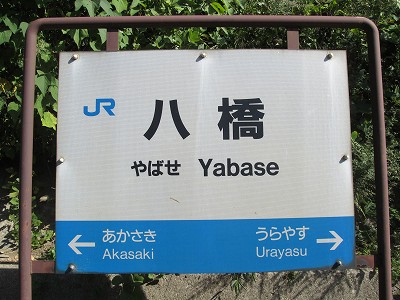 JR
八橋
やばせ Yabase
← あかさき うらやす →
Akasaki Urayasu